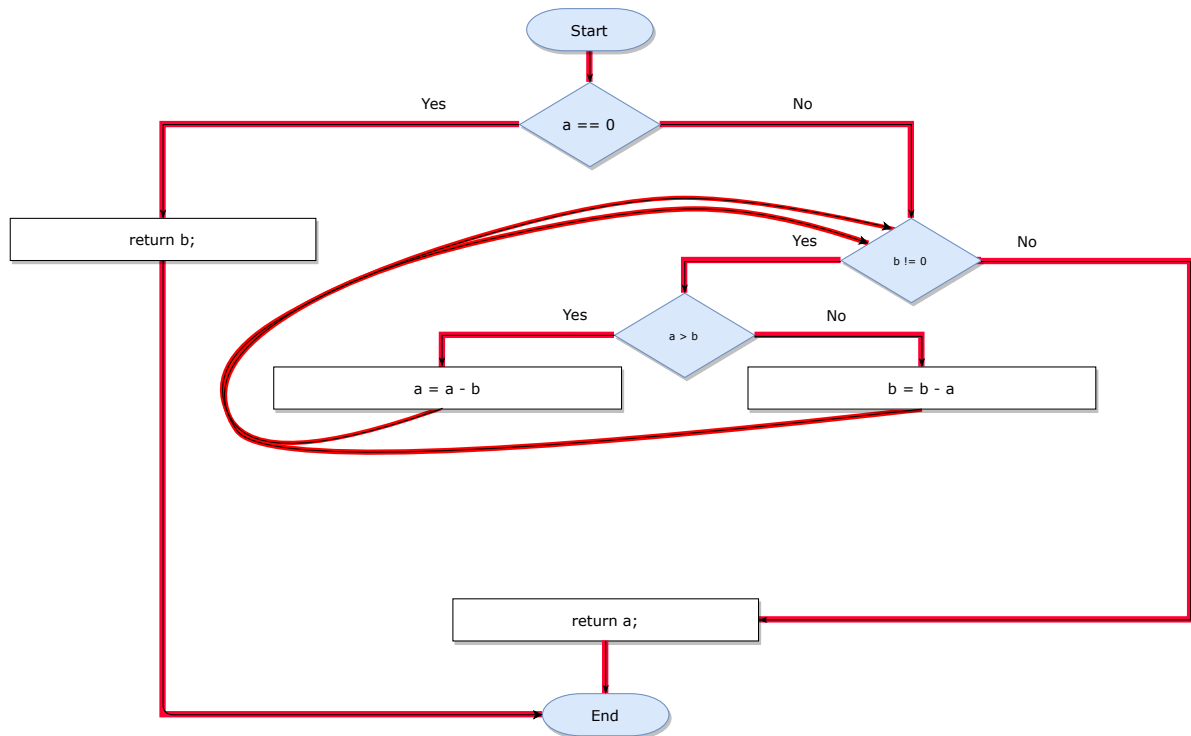 Start
Yes
No
a == 0
return b;
Yes
No
b != 0
Yes
No
a > b
a = a - b
b = b - a
return a;
End